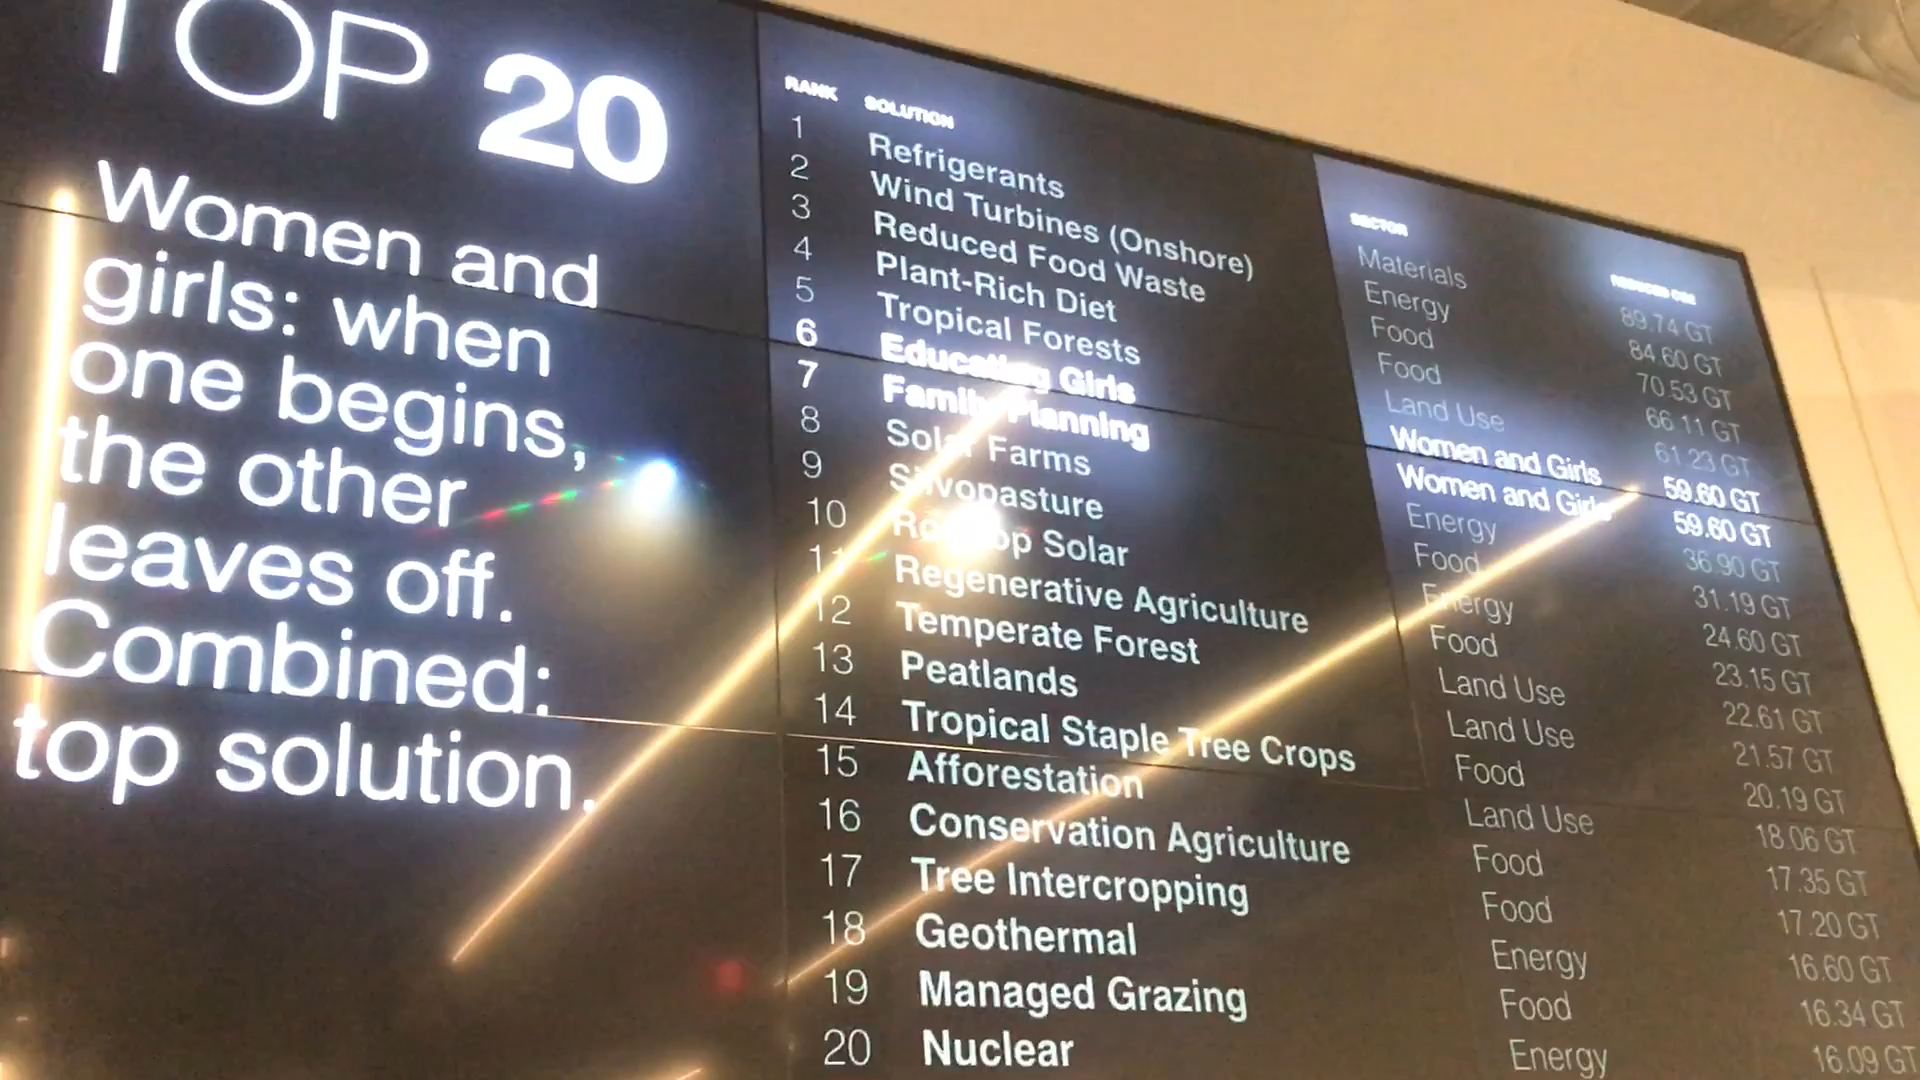 TOP 20
Women and
girls: when
one begins,
the other
leaves off.
Combined:
top solution.
RANK SOLUTION SECTOR REDUCED CO2
1 Refrigerants Materials 89.74 GT
2 Wind Turbines (Onshore) Energy 84.60 GT
3 Reduced Food Waste Food 70.53 GT
4 Plant-Rich Diet Food 66.11 GT
5 Tropical Forests Land Use 61.23 GT
6 Educating Girls Women and Girls 59.60 GT
7 Family Planning Women and Girls 59.60 GT
8 Solar Farms Energy 36.90 GT
9 Silvopasture Food 31.19 GT
10 Rooftop Solar Energy 24.60 GT
11 Regenerative Agriculture Food 23.15 GT
12 Temperate Forest Land Use 22.61 GT
13 Peatlands Land Use 21.57 GT
14 Tropical Staple Tree Crops Food 20.19 GT
15 Afforestation Land Use 18.06 GT
16 Conservation Agriculture Food 17.35 GT
17 Tree Intercropping Food 17.20 GT
18 Geothermal Energy 16.60 GT
19 Managed Grazing Food 16.34 GT
20 Nuclear Energy 16.09 GT